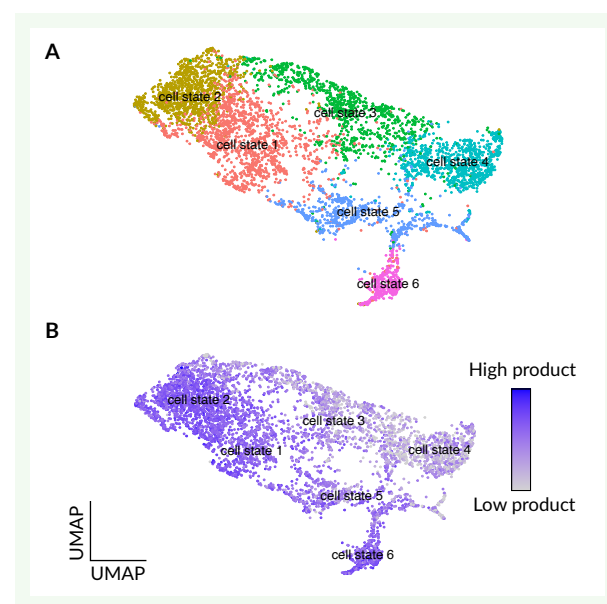 A
cell state 2
cell state 3
cell state 1
cell state 4
cell state 5
cell state 6
B
High product
cell state 2
cell state 3
cell state 1
cell state 4
cell state 5
Low product
cell state 6
UMAP
UMAP